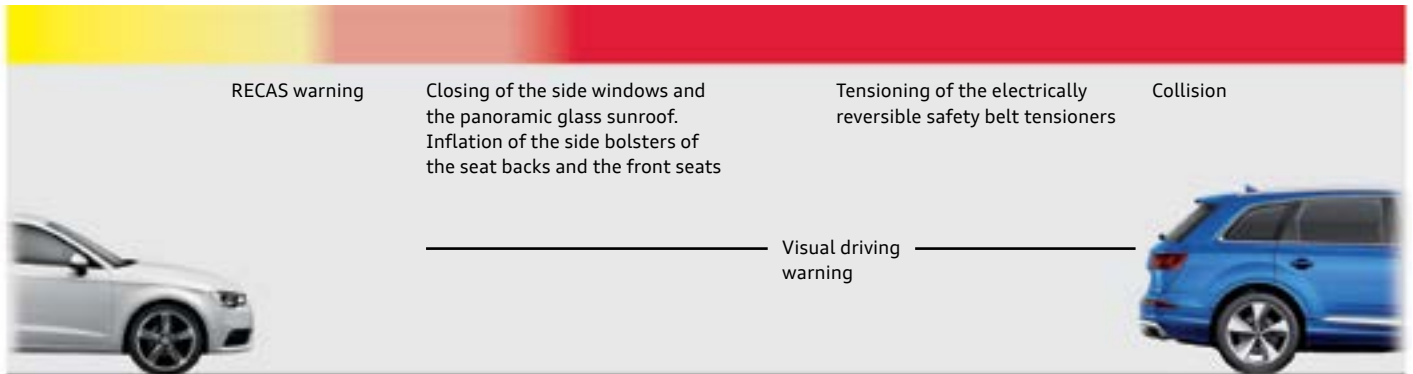 RECAS warning
Closing of the side windows and
the panoramic glass sunroof.
Inflation of the side bolsters of
the seat backs and the front seats
Tensioning of the electrically
reversible safety belt tensioners
Collision
Visual driving
warning